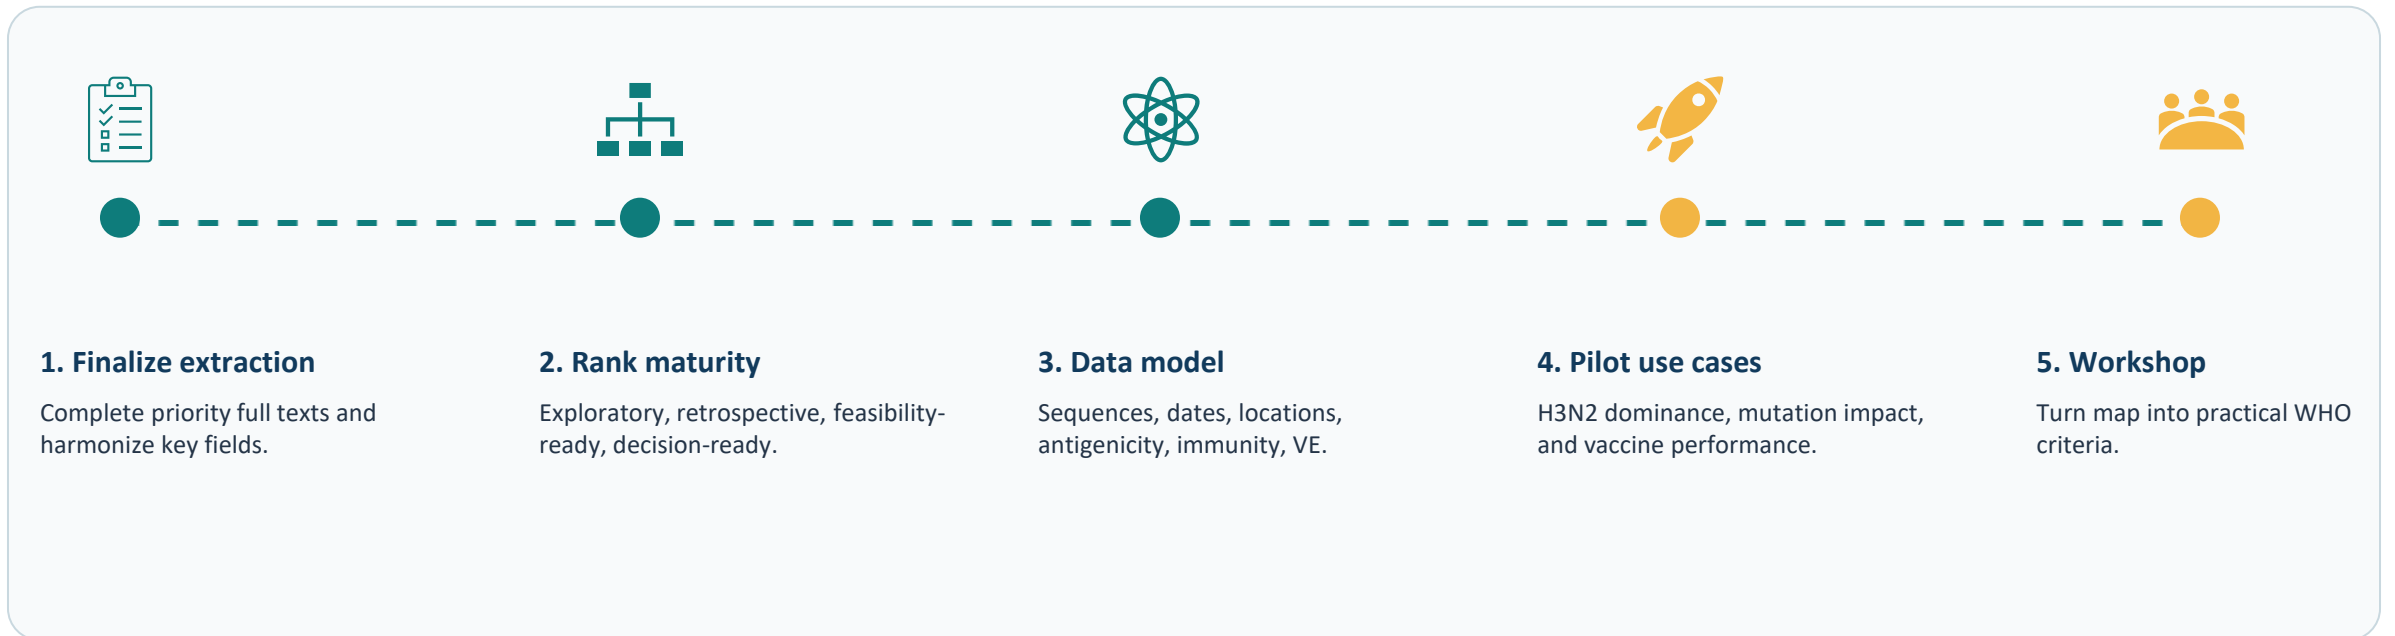 1. Finalize extraction
Complete priority full texts and
harmonize key fields.
2. Rank maturity
Exploratory, retrospective, feasibility-
ready, decision-ready.
3. Data model
Sequences, dates, locations,
antigenicity, immunity, VE.
4. Pilot use cases
H3N2 dominance, mutation impact,
and vaccine performance.
5. Workshop
Turn map into practical WHO
criteria.